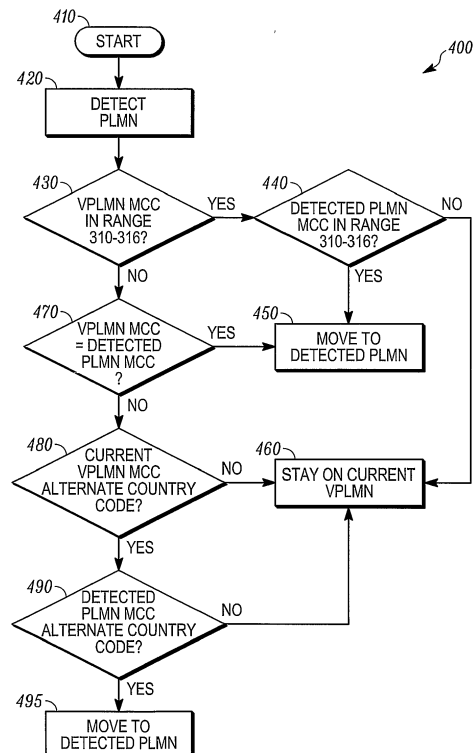 410
START
400
420
DETECT
PLMN
430
VPLMN MCC
IN RANGE
310-316?
YES
440
DETECTED PLMN
MCC IN RANGE
310-316?
NO
NO
YES
470
VPLMN MCC
= DETECTED
PLMN MCC
?
YES
450
MOVE TO
DETECTED PLMN
NO
480
CURRENT
VPLMN MCC
ALTERNATE COUNTRY
CODE?
NO
460
STAY ON CURRENT
VPLMN
YES
490
DETECTED
PLMN MCC
ALTERNATE COUNTRY
CODE?
NO
YES
495
MOVE TO
DETECTED PLMN